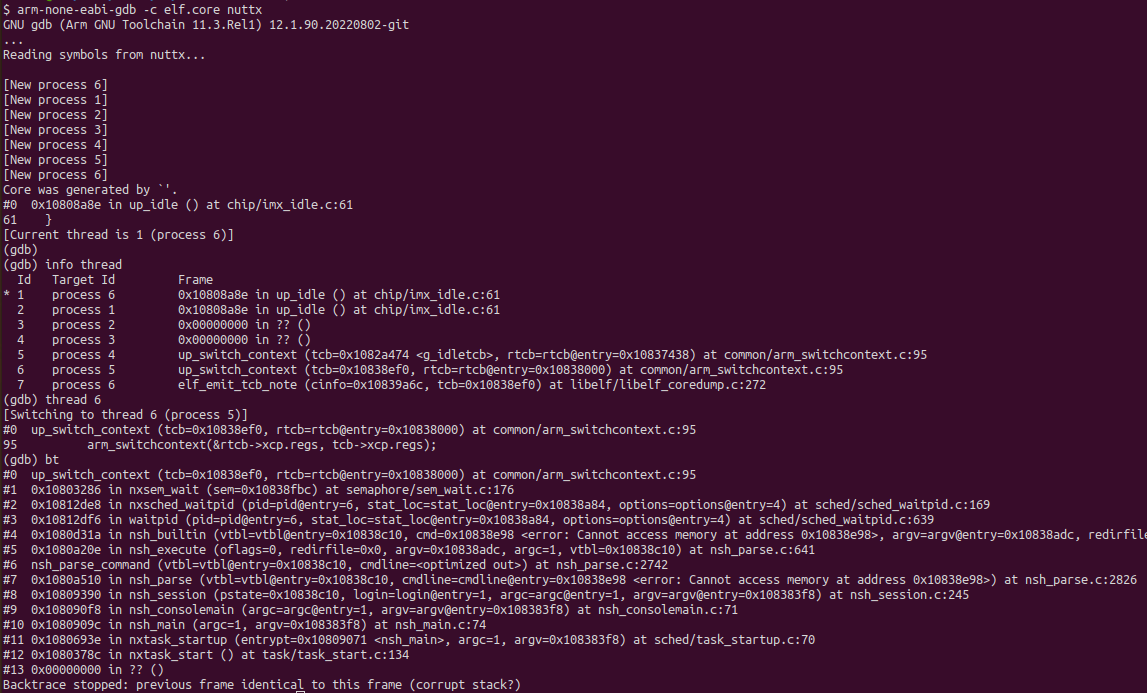 $ arm-none-eabi-gdb -c elf.core nuttx
GNU gdb (Arm GNU Toolchain 11.3.Rel1) 12.1.90.20220802-git
...
Reading symbols from nuttx...
[New process 6]
[New process 1]
[New process 2]
[New process 3]
[New process 4]
[New process 5]
[New process 6]
Core was generated by `'.
#0  0x10808a8e in up_idle () at chip/imx_idle.c:61
61    }
[Current thread is 1 (process 6)]
(gdb)
(gdb) info thread
  Id   Target Id         Frame
* 1    process 6         0x10808a8e in up_idle () at chip/imx_idle.c:61
  2    process 1         0x10808a8e in up_idle () at chip/imx_idle.c:61
  3    process 2         0x00000000 in ?? ()
  4    process 3         0x00000000 in ?? ()
  5    process 4         up_switch_context (tcb=0x1082a474 <g_idletcb>, rtcb=rtcb@entry=0x10837438) at common/arm_switchcontext.c:95
  6    process 5         up_switch_context (tcb=0x10838ef0, rtcb=rtcb@entry=0x10838000) at common/arm_switchcontext.c:95
  7    process 6         elf_emit_tcb_note (cinfo=0x10839a6c, tcb=0x10838ef0) at libelf/libelf_coredump.c:272
(gdb) thread 6
[Switching to thread 6 (process 5)]
#0  up_switch_context (tcb=0x10838ef0, rtcb=rtcb@entry=0x10838000) at common/arm_switchcontext.c:95
95          arm_switchcontext(&rtcb->xcp.regs, tcb->xcp.regs);
(gdb) bt
#0  up_switch_context (tcb=0x10838ef0, rtcb=rtcb@entry=0x10838000) at common/arm_switchcontext.c:95
#1  0x10803286 in nxsem_wait (sem=0x10838fbc) at semaphore/sem_wait.c:176
#2  0x10812de8 in nxsched_waitpid (pid=pid@entry=6, stat_loc=stat_loc@entry=0x10838a84, options=options@entry=4) at sched/sched_waitpid.c:169
#3  0x10812df6 in waitpid (pid=pid@entry=6, stat_loc=stat_loc@entry=0x10838a84, options=options@entry=4) at sched/sched_waitpid.c:639
#4  0x1080d31a in nsh_builtin (vtbl=vtbl@entry=0x10838c10, cmd=0x10838e98 <error: Cannot access memory at address 0x10838e98>, argv=argv@entry=0x10838adc, redirfile
#5  0x1080a20e in nsh_execute (oflags=0, redirfile=0x0, argv=0x10838adc, argc=1, vtbl=0x10838c10) at nsh_parse.c:641
#6  nsh_parse_command (vtbl=vtbl@entry=0x10838c10, cmdline=<optimized out>) at nsh_parse.c:2742
#7  0x1080a510 in nsh_parse (vtbl=vtbl@entry=0x10838c10, cmdline=cmdline@entry=0x10838e98 <error: Cannot access memory at address 0x10838e98>) at nsh_parse.c:2826
#8  0x10809390 in nsh_session (pstate=0x10838c10, login=login@entry=1, argc=argc@entry=1, argv=argv@entry=0x108383f8) at nsh_session.c:245
#9  0x108090f8 in nsh_consolemain (argc=argc@entry=1, argv=argv@entry=0x108383f8) at nsh_consolemain.c:71
#10 0x1080909c in nsh_main (argc=1, argv=0x108383f8) at nsh_main.c:74
#11 0x1080693e in nxtask_startup (entrypt=0x10809071 <nsh_main>, argc=1, argv=0x108383f8) at sched/task_startup.c:70
#12 0x1080378c in nxtask_start () at task/task_start.c:134
#13 0x00000000 in ?? ()
Backtrace stopped: previous frame identical to this frame (corrupt stack?)